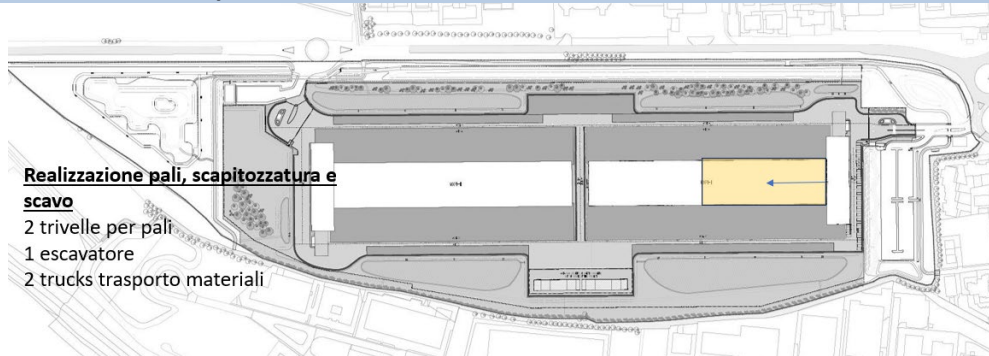 Realizzazione pali, scapitozzatura e
scavo
2 trivelle per pali
1 escavatore
2 trucks trasporto materiali